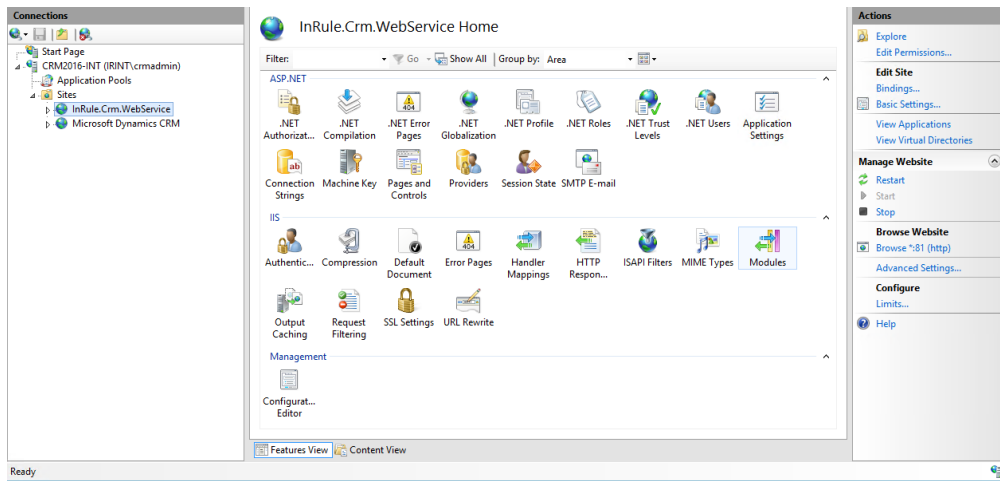 Connections
Start Page
CRM2016-INT (IRINT\crmadmin)
Application Pools
Sites
InRule.Crm.WebService
Microsoft Dynamics CRM
InRule.Crm.WebService Home
Filter: Go Show All Group by: Area
ASP.NET
.NET Authorizat...
.NET Compilation
.NET Error Pages
.NET Globalization
.NET Profile
.NET Roles
.NET Trust Levels
.NET Users
Application Settings
Connection Strings
Machine Key
Pages and Controls
Providers
Session State
SMTP E-mail
IIS
Authentic...
Compression
Default Document
Error Pages
Handler Mappings
HTTP Respon...
ISAPI Filters
MIME Types
Modules
Output Caching
Request Filtering
SSL Settings
URL Rewrite
Management
Configurat... Editor
Features View
Content View
Actions
Explore
Edit Permissions...
Edit Site
Bindings...
Basic Settings...
View Applications
View Virtual Directories
Manage Website
Restart
Start
Stop
Browse Website
Browse *:81 (http)
Advanced Settings...
Configure
Limits...
Help
Ready